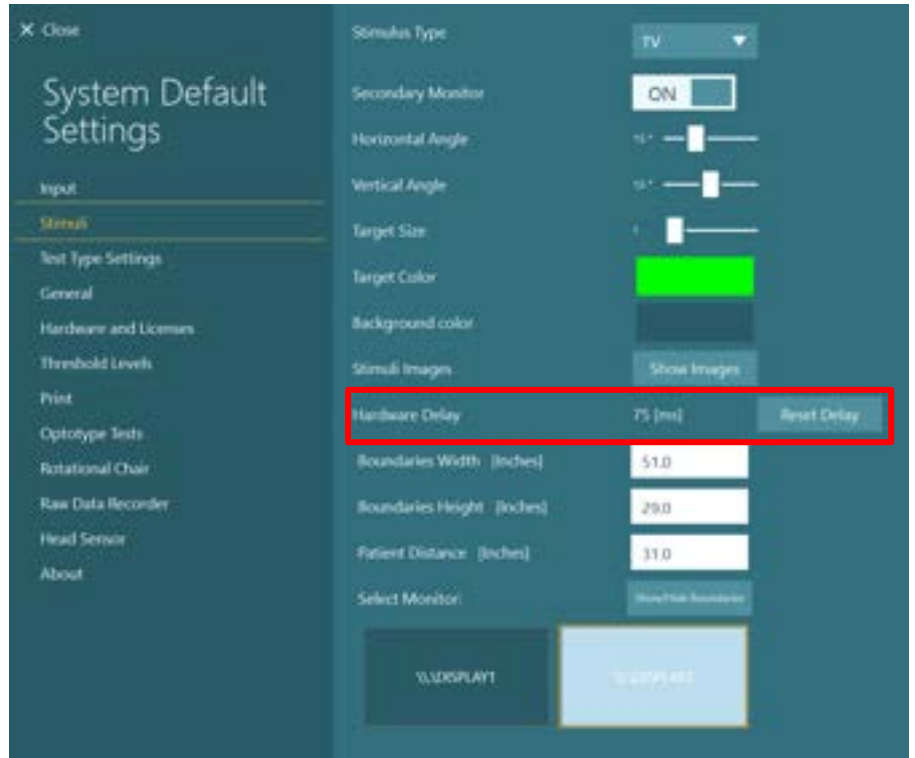 X Close
System Default
Settings
Input
Stimuli
Test Type Settings
General
Hardware and Licenses
Threshold Levels
Print
Optotype Tests
Rotational Chair
Raw Data Recorder
Head Sensor
About
Stimulus Type
TV
Secondary Monitor
ON
Horizontal Angle
Vertical Angle
Target Size
Target Color
Background color
Stimuli Images
Show Images
Hardware Delay
75 [ms]
Reset Delay
Boundaries Width [Inches]
51.0
Boundaries Height [Inches]
29.0
Patient Distance [Inches]
31.0
Select Monitor:
Show/Hide Boundaries
\\.\DISPLAY1